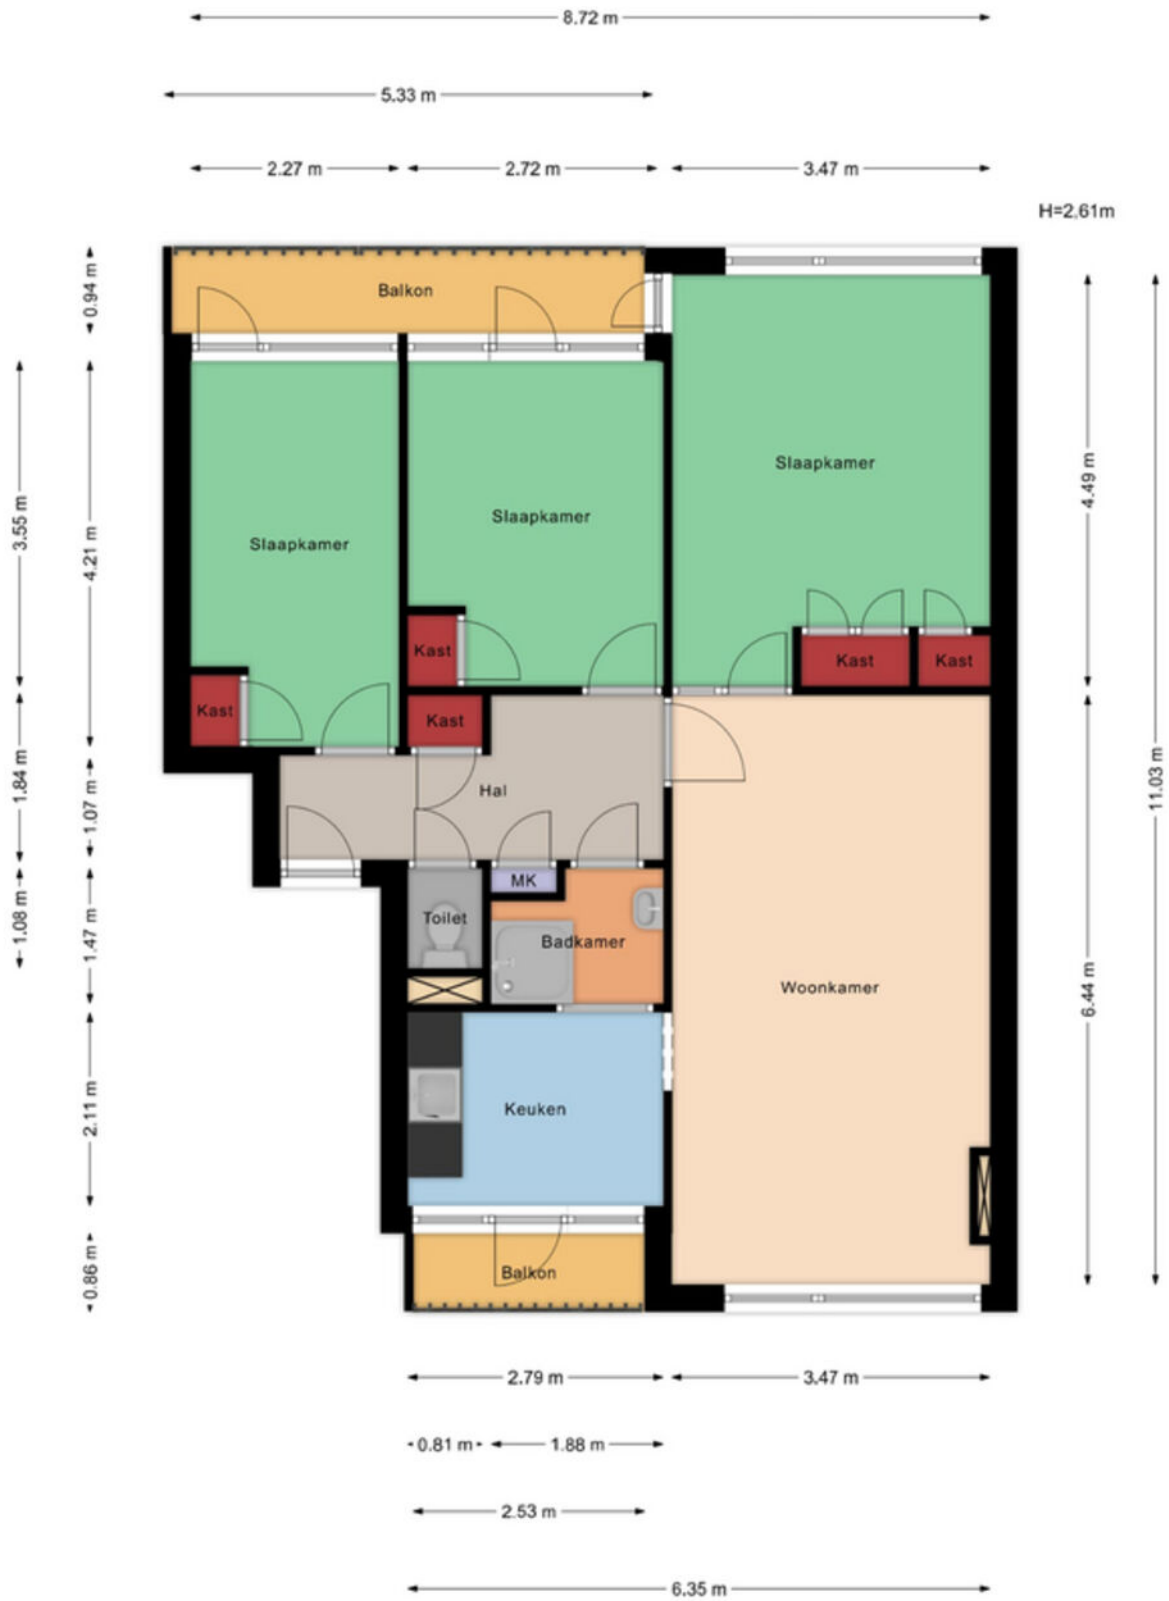 8.72 m
5.33 m
2.27 m
2.72 m
3.47 m
H=2.61m
0.94 m
Balkon
3.55 m
4.21 m
4.49 m
Slaapkamer
Slaapkamer
Slaapkamer
Kast
Kast
Kast
Kast
Kast
1.84 m
1.07 m
Hal
11.03 m
MK
1.08 m
1.47 m
Toilet
Badkamer
Woonkamer
6.44 m
2.11 m
Keuken
0.86 m
Balkon
2.79 m
3.47 m
0.81 m
1.88 m
2.53 m
6.35 m